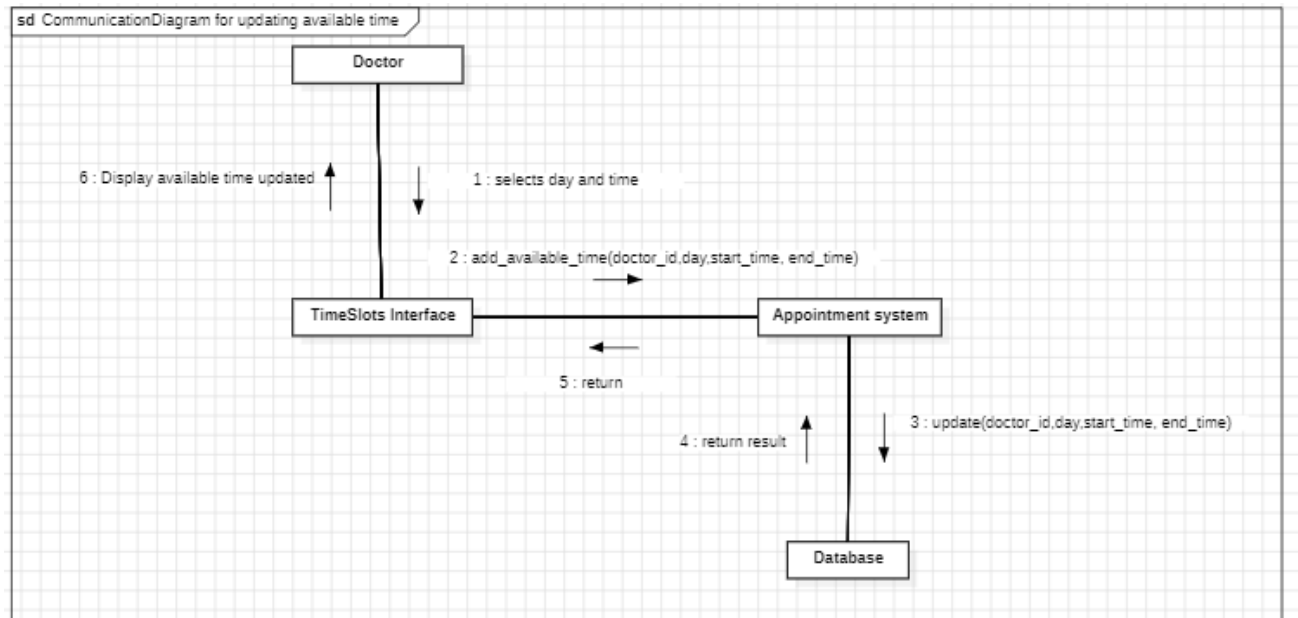 sd CommunicationDiagram for updating available time
Doctor
6 : Display available time updated
1 : selects day and time
2 : add_available_time(doctor_id,day,start_time, end_time)
TimeSlots Interface
Appointment system
5 : return
3 : update(doctor_id,day,start_time, end_time)
4 : return result
Database